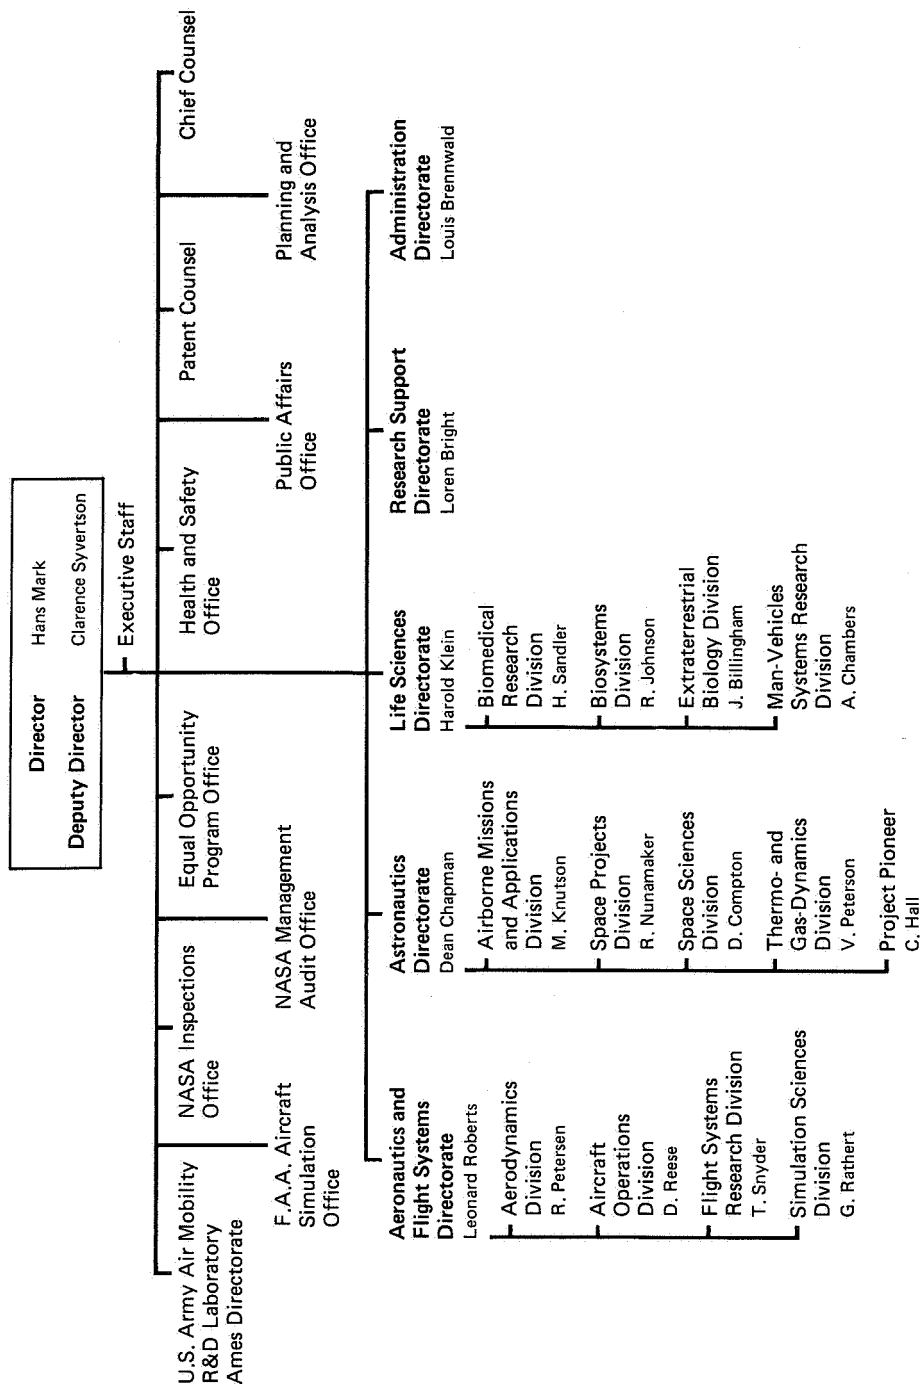 Director Hans Mark
Deputy Director Clarence Syvertson
Executive Staff
U.S. Army Air Mobility
R&D Laboratory
Ames Directorate
NASA Inspections
Office
Equal Opportunity
Program Office
Health and Safety
Office
Patent Counsel
Chief Counsel
F.A.A. Aircraft
Simulation
Office
NASA Management
Audit Office
Public Affairs
Office
Planning and
Analysis Office
Aeronautics and
Flight Systems
Directorate
Leonard Roberts
Aerodynamics
Division
R. Petersen
Aircraft
Operations
Division
D. Reese
Flight Systems
Research Division
T. Snyder
Simulation Sciences
Division
G. Rathert
Astronautics
Directorate
Dean Chapman
Airborne Missions
and Applications
Division
M. Knutson
Space Projects
Division
R. Nunamaker
Space Sciences
Division
D. Compton
Thermo- and
Gas-Dynamics
Division
V. Peterson
Project Pioneer
C. Hall
Life Sciences
Directorate
Harold Klein
Biomedical
Research
Division
H. Sandler
Biosystems
Division
R. Johnson
Extraterrestrial
Biology Division
J. Billingham
Man-Vehicles
Systems Research
Division
A. Chambers
Research Support
Directorate
Loren Bright
Administration
Directorate
Louis Brennwald